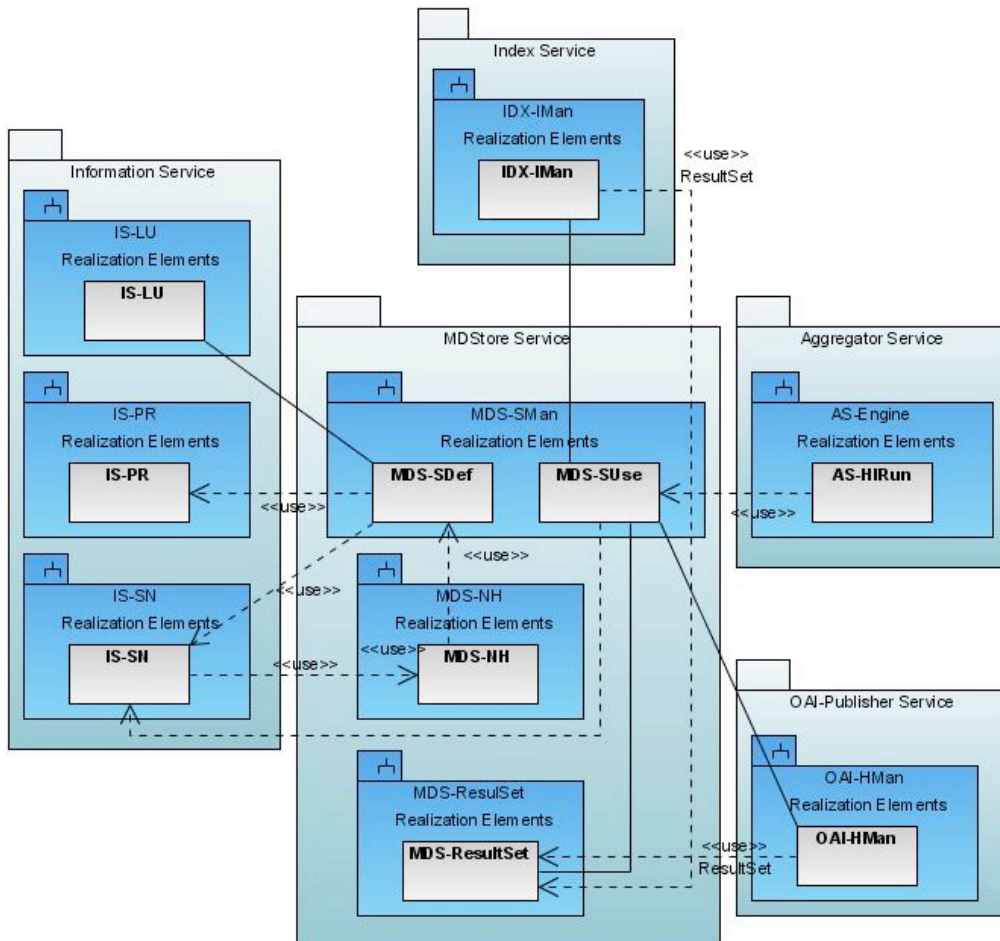 Index Service
IDX-IMan
Realization Elements
IDX-IMan
<<use>>
ResultSet
Information Service
IS-LU
Realization Elements
IS-LU
IS-PR
Realization Elements
IS-PR
<<use>>
IS-SN
Realization Elements
IS-SN
<<use>>
<<use>>
MDStore Service
MDS-SMan
Realization Elements
MDS-SDef
MDS-SUse
<<use>>
MDS-NH
Realization Elements
<<use>>
MDS-NH
MDS-ResulSet
Realization Elements
MDS-ResultSet
Aggregator Service
AS-Engine
Realization Elements
AS-HIRun
<<use>>
OAI-Publisher Service
OAI-HMan
Realization Elements
OAI-HMan
<<use>>
ResultSet